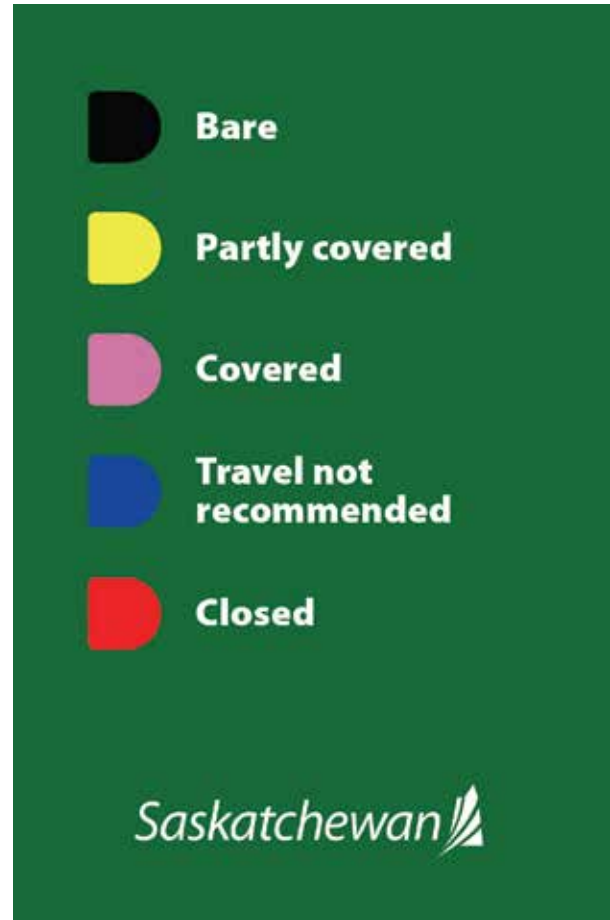 Bare
Partly covered
Covered
Travel not
recommended
Closed
Saskatchewan